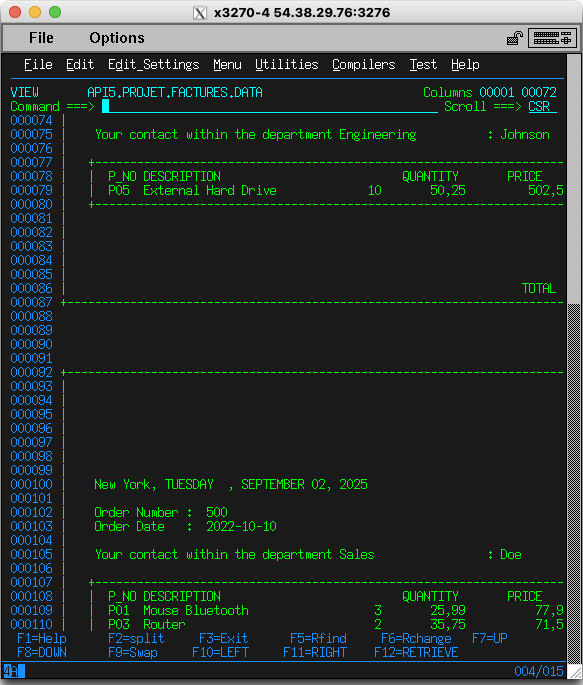 x3270-4 54.38.29.76:3276
File Options
File Edit Edit_Settings Menu Utilities Compilers Test Help
VIEW API5.PROJET.FACTURES.DATA Columns 00001 00072
Command ===> Scroll ===> CSR
000074 |
000075 | Your contact within the department Engineering : Johnson
000076 |
000077 | +-------------------------------------------------------------------
000078 | | P_NO DESCRIPTION QUANTITY PRICE
000079 | | P05 External Hard Drive 10 50,25 502,5
000080 | +-------------------------------------------------------------------
000081 |
000082 |
000083 |
000084 |
000085 |
000086 | TOTAL
000087 +-----------------------------------------------------------------------
000088
000089
000090
000091
000092 +-----------------------------------------------------------------------
000093 |
000094 |
000095 |
000096 |
000097 |
000098 |
000099 |
000100 | New York, TUESDAY , SEPTEMBER 02, 2025
000101 |
000102 | Order Number : 500
000103 | Order Date : 2022-10-10
000104 |
000105 | Your contact within the department Sales : Doe
000106 |
000107 | +-------------------------------------------------------------------
000108 | | P_NO DESCRIPTION QUANTITY PRICE
000109 | | P01 Mouse Bluetooth 3 25,99 77,9
000110 | | P03 Router 2 35,75 71,5
F1=Help F2=split F3=Exit F5=Rfind F6=Rchange F7=UP
F8=DOWN F9=Swap F10=LEFT F11=RIGHT F12=RETRIEVE
4A 004/015